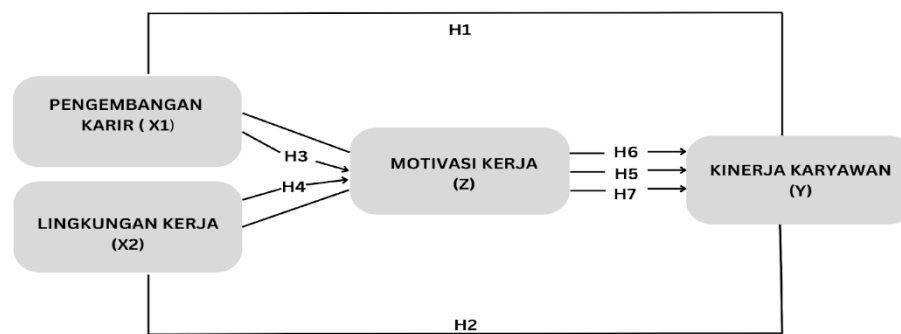 H1
PENGEMBANGAN
KARIR ( X1)
H3
H4
LINGKUNGAN KERJA
(X2)
MOTIVASI KERJA
(Z)
H6
H5
H7
KINERJA KARYAWAN
(Y)
H2